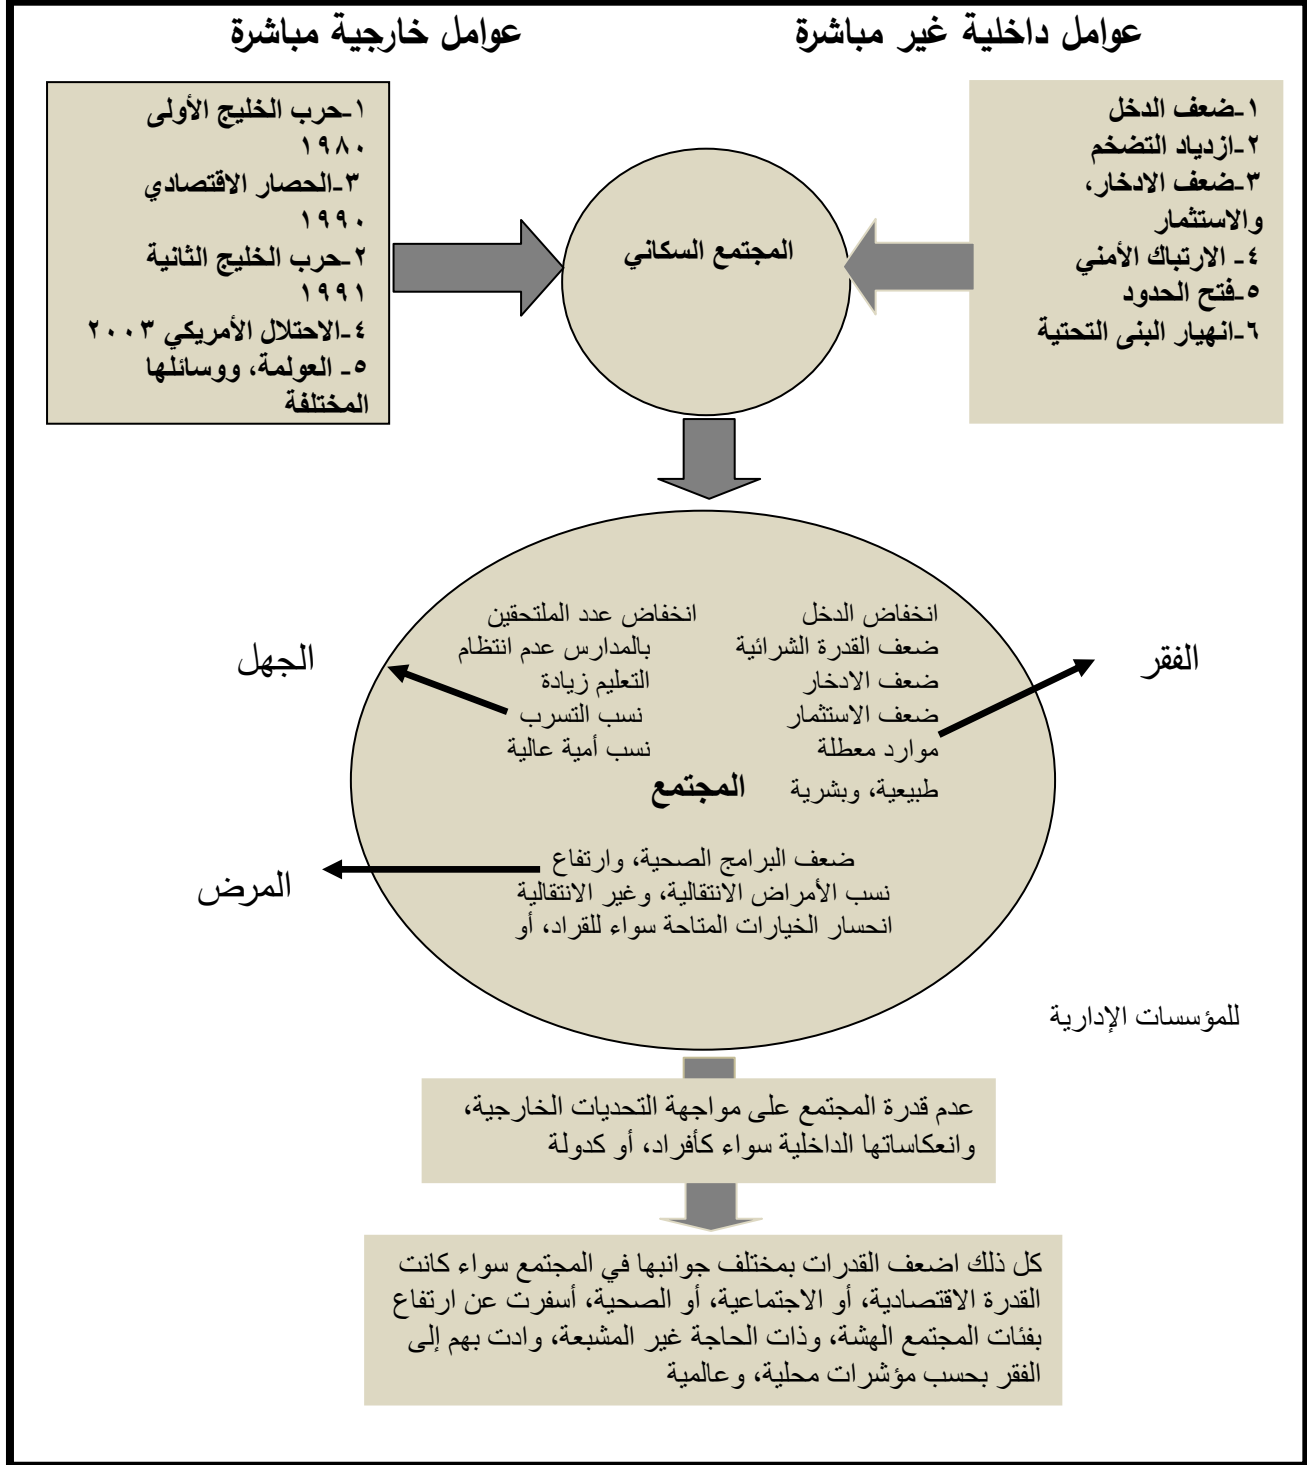 عوامل داخلية غير مباشرة
عوامل خارجية مباشرة
١-ضعف الدخل
٢-ازدياد التضخم
٣-ضعف الادخار،
والاستثمار
٤- الارتباك الأمني
٥-فتح الحدود
٦-انهيار البنى التحتية
المجتمع السكاني
١-حرب الخليج الأولى
١٩٨٠
٣-الحصار الاقتصادي
١٩٩٠
٢-حرب الخليج الثانية
١٩٩١
٤-الاحتلال الأمريكي ٢٠٠٣
٥- العولمة، ووسائلها
المختلفة
الفقر
انخفاض الدخل
ضعف القدرة الشرائية
ضعف الادخار
ضعف الاستثمار
موارد معطلة
طبيعية، وبشرية
انخفاض عدد الملتحقين
بالمدارس عدم انتظام
التعليم زيادة
نسب التسرب
نسب أمية عالية
الجهل
المجتمع
ضعف البرامج الصحية، وارتفاع
نسب الأمراض الانتقالية، وغير الانتقالية
انحسار الخيارات المتاحة سواء للقراد، أو
المرض
للمؤسسات الإدارية
عدم قدرة المجتمع على مواجهة التحديات الخارجية،
وانعكاساتها الداخلية سواء كأفراد، أو كدولة
كل ذلك اضعف القدرات بمختلف جوانبها في المجتمع سواء كانت
القدرة الاقتصادية، أو الاجتماعية، أو الصحية، أسفرت عن ارتفاع
بفئات المجتمع الهشة، وذات الحاجة غير المشبعة، وادت بهم إلى
الفقر بحسب مؤشرات محلية، وعالمية